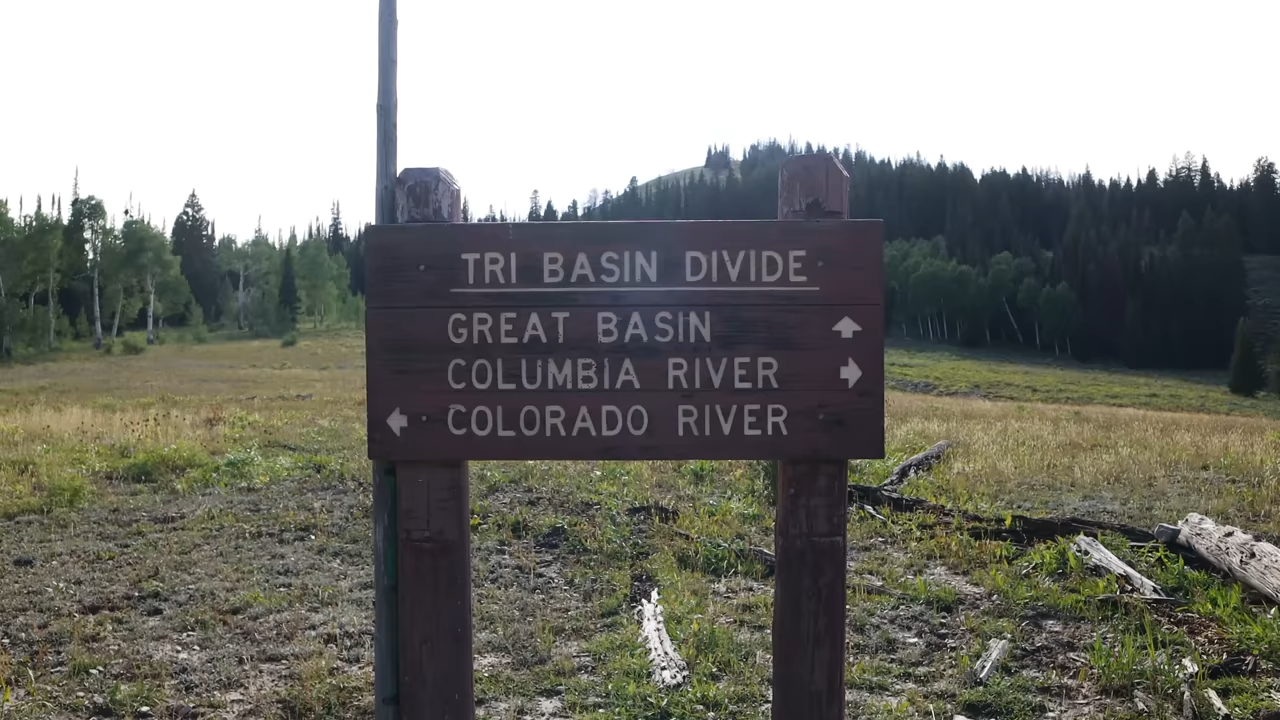 TRI BASIN DIVIDE
GREAT BASIN
COLUMBIA RIVER
COLORADO RIVER